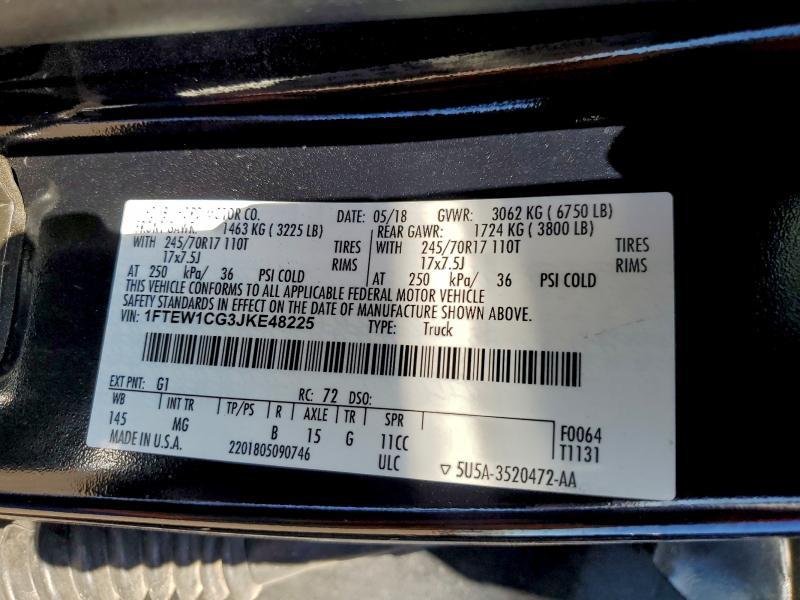 MOTOR CO. DATE: 05/18 GVWR: 3062 KG ( 6750 LB)
FRONT GAWR: 1463 KG ( 3225 LB) REAR GAWR: 1724 KG ( 3800 LB)
WITH 245/70R17 110T TIRES WITH 245/70R17 110T TIRES
17x7.5J RIMS 17x7.5J RIMS
AT 250 kPa/ 36 PSI COLD AT 250 kPa/ 36 PSI COLD
THIS VEHICLE CONFORMS TO ALL APPLICABLE FEDERAL MOTOR VEHICLE
SAFETY STANDARDS IN EFFECT ON THE DATE OF MANUFACTURE SHOWN ABOVE
VIN: 1FTEW1CG3JKE48225 TYPE: Truck
EXT PNT: G1 RC: 72 DSO:
WB INT TR TP/PS R AXLE TR SPR
145 MG B 15 G 11CC F0064
MADE IN U.S.A. 2201805090746 ULC T1131
5U5A-3520472-AA